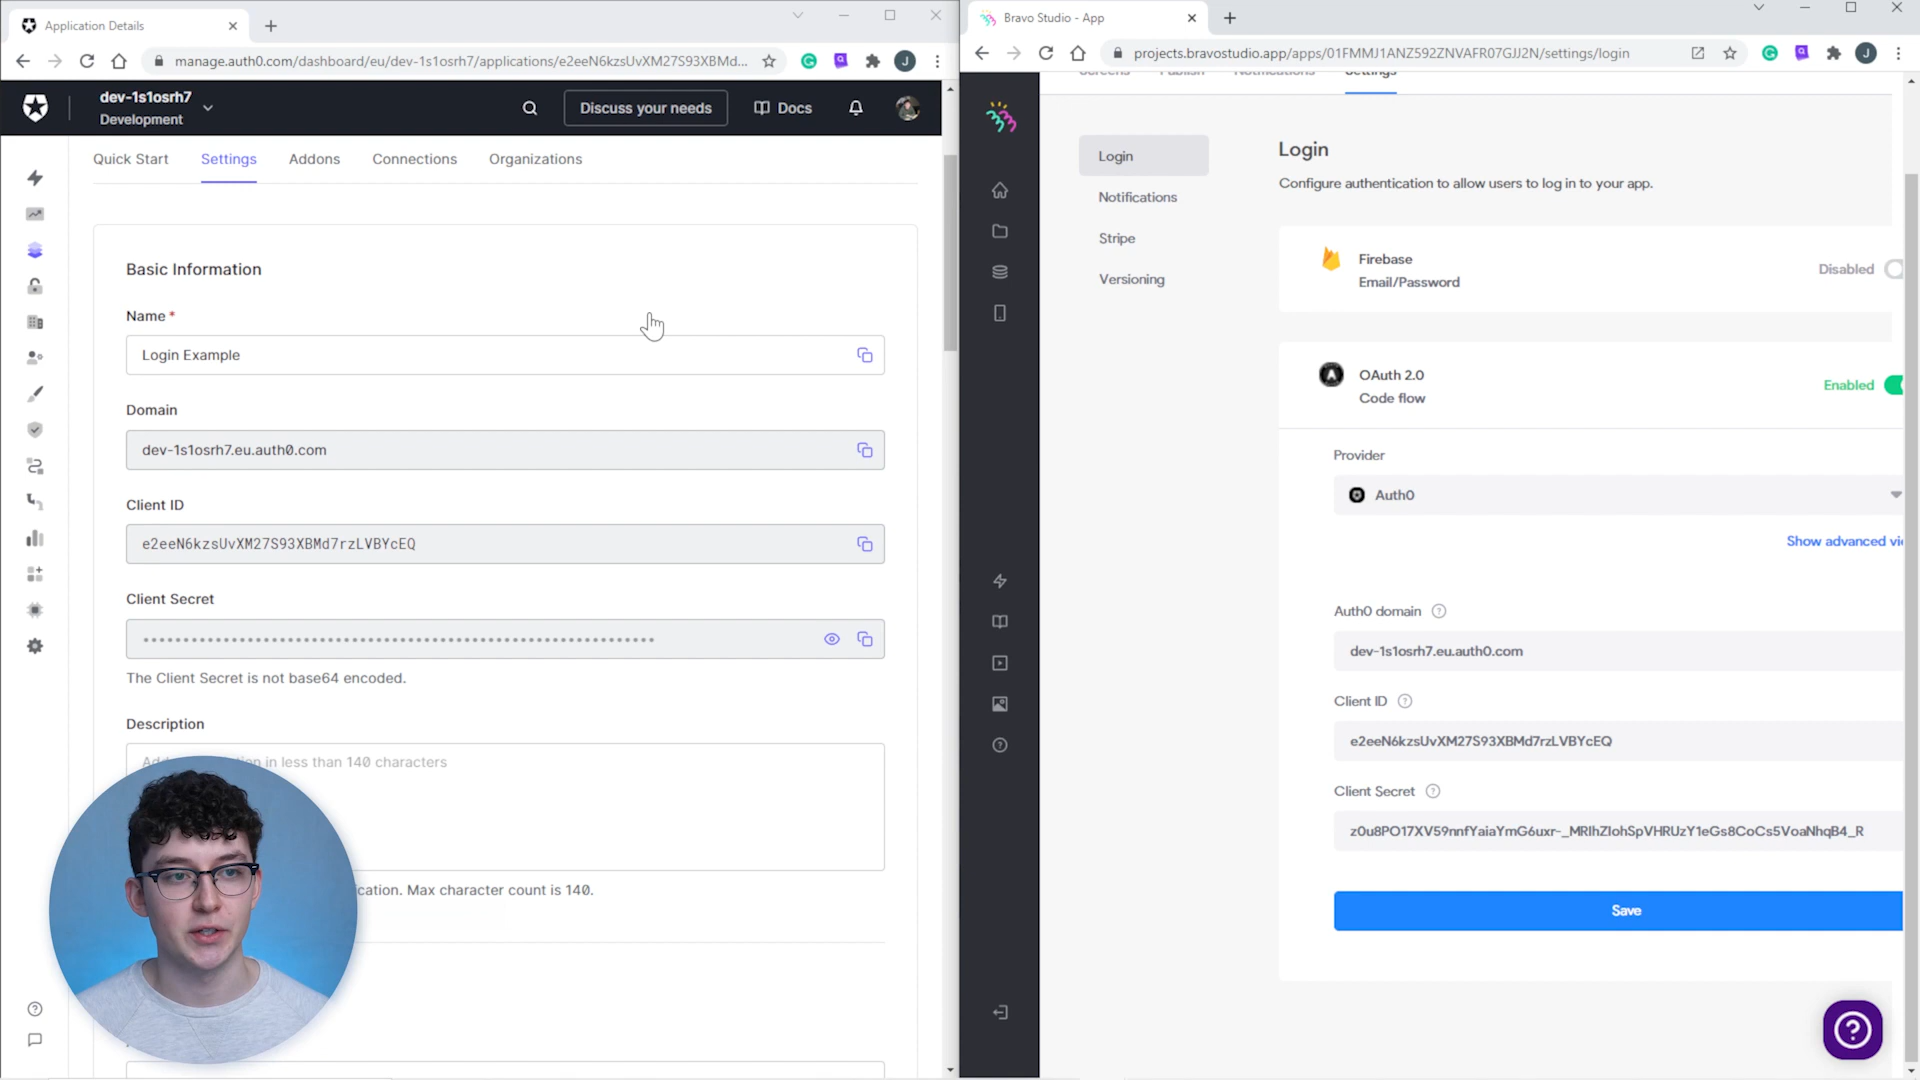 Application Details
manage.auth0.com/dashboard/eu/dev-1s1osrh7/applications/e2eeN6kzsUvXM27S93XBMd...
J
dev-1s1osrh7
Development
Discuss your needs
Docs
Quick Start
Settings
Addons
Connections
Organizations
Basic Information
Name *
Login Example
Domain
dev-1s1osrh7.eu.auth0.com
Client ID
e2eeN6kzsUvXM27S93XBMd7rzLVBYcEQ
Client Secret
The Client Secret is not base64 encoded.
Description
in less than 140 characters
Max character count is 140.
Bravo Studio - App
projects.bravostudio.app/apps/01FMMJ1ANZ592ZNVAFR07GJJ2N/settings/login
J
Screens
Publish
Notifications
Settings
Login
Notifications
Stripe
Versioning
Login
Configure authentication to allow users to log in to your app.
Firebase
Email/Password
Disabled
OAuth 2.0
Code flow
Enabled
Provider
Auth0
Show advanced vi
Auth0 domain
dev-1s1osrh7.eu.auth0.com
Client ID
e2eeN6kzsUvXM27S93XBMd7rzLVBYcEQ
Client Secret
z0u8PO17XV59nnfYaiaYmG6uxr-_MRIhZIohSpVHRUzY1eGs8CoCs5VoaNhqB4_R
Save